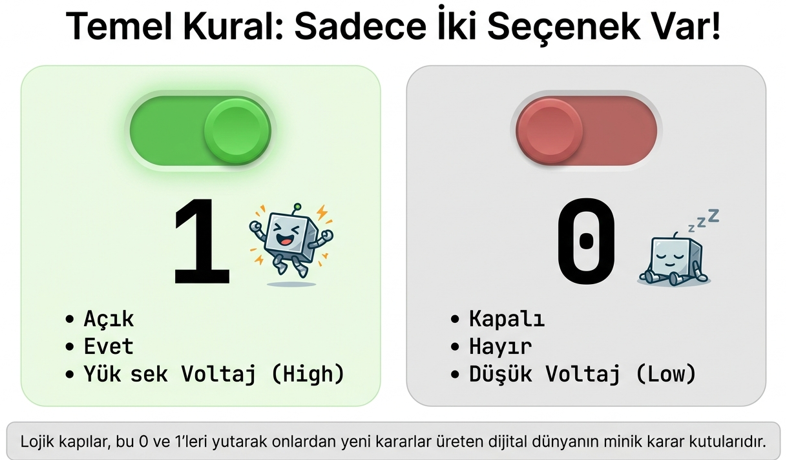 Temel Kural: Sadece İki Seçenek Var!
1
0
z z Z
• Açık
• Evet
• Yük sek Voltaj (High)
• Kapalı
• Hayır
• Düşük Voltaj (Low)
Lojik kapılar, bu 0 ve 1'leri yutarak onlardan yeni kararlar üreten dijital dünyanın minik karar kutularıdır.